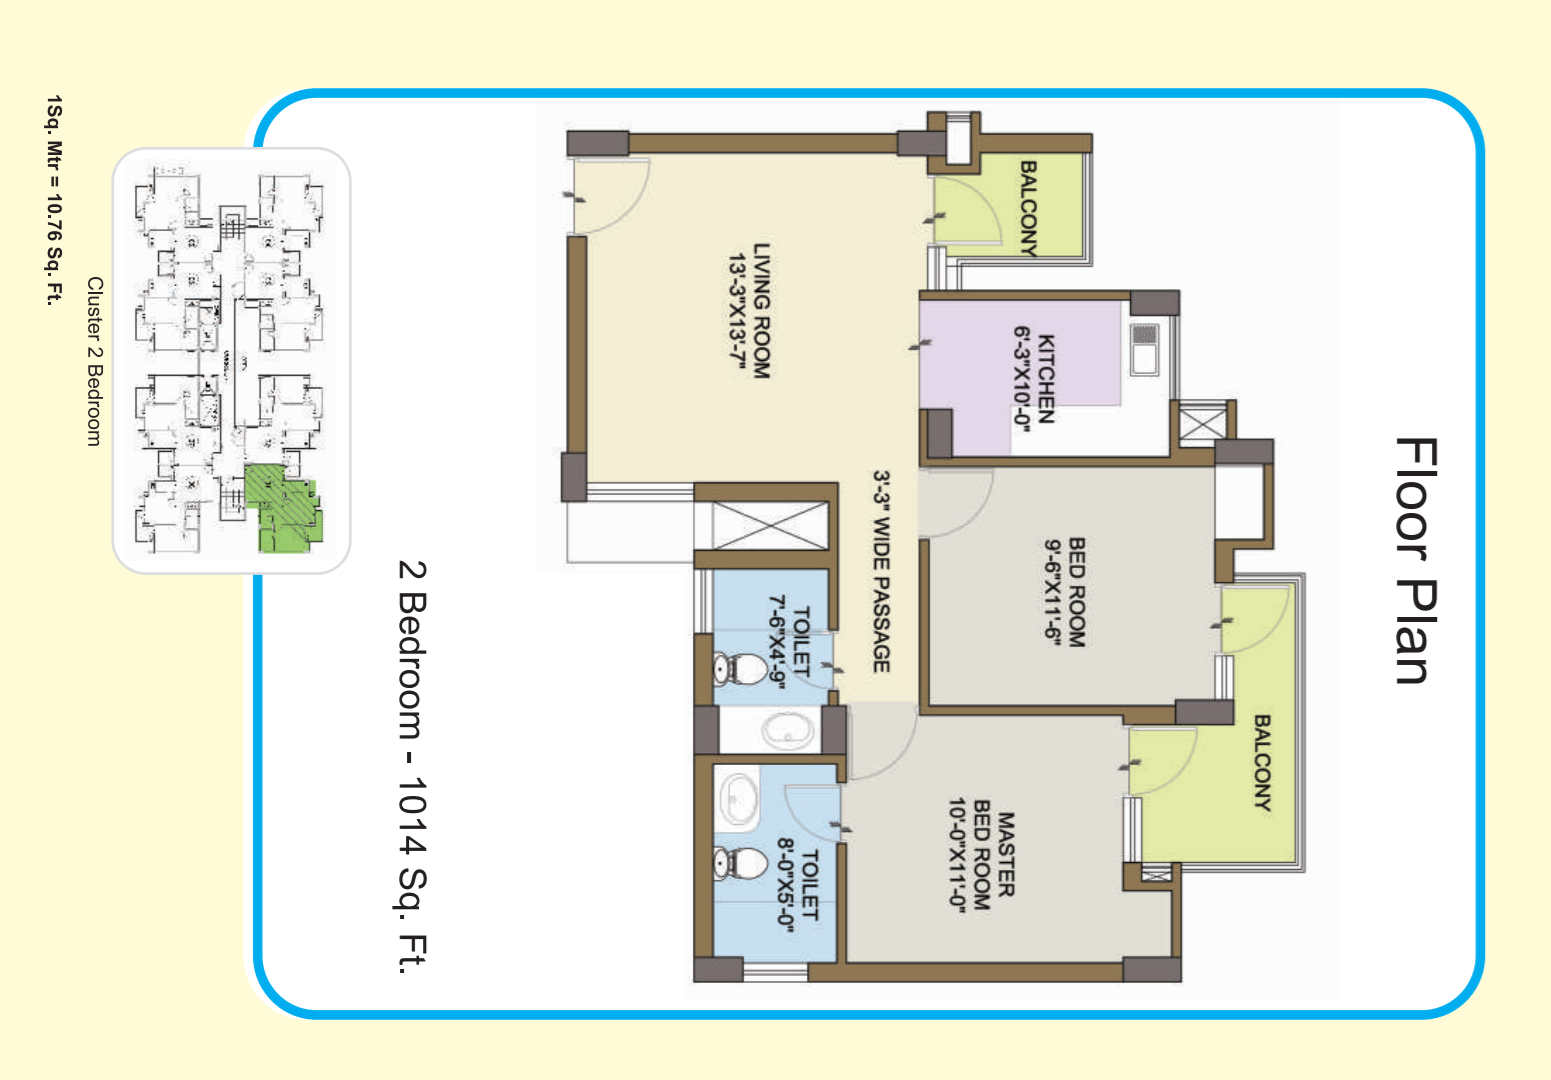 Floor Plan
BALCONY
BALCONY
KITCHEN
6'-3"X10'-0"
BED ROOM
9'-6"X11'-6"
MASTER
BED ROOM
10'-0"X11'-0"
LIVING ROOM
13'-3"X13'-7"
3'-3" WIDE PASSAGE
TOILET
7'-6"X4'-9"
TOILET
8'-0"X5'-0"
2 Bedroom - 1014 Sq. Ft.
Cluster 2 Bedroom
1Sq. Mtr = 10.76 Sq. Ft.